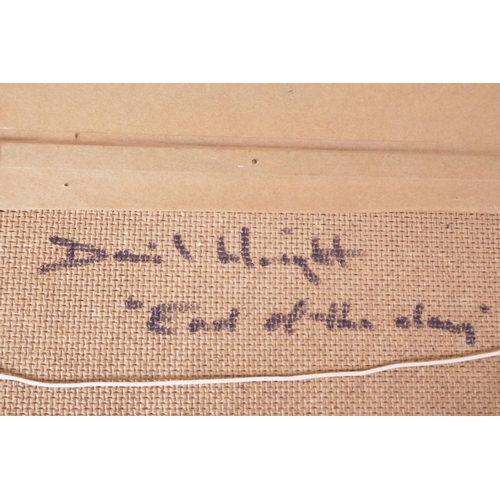 David Wright
"End of the day"